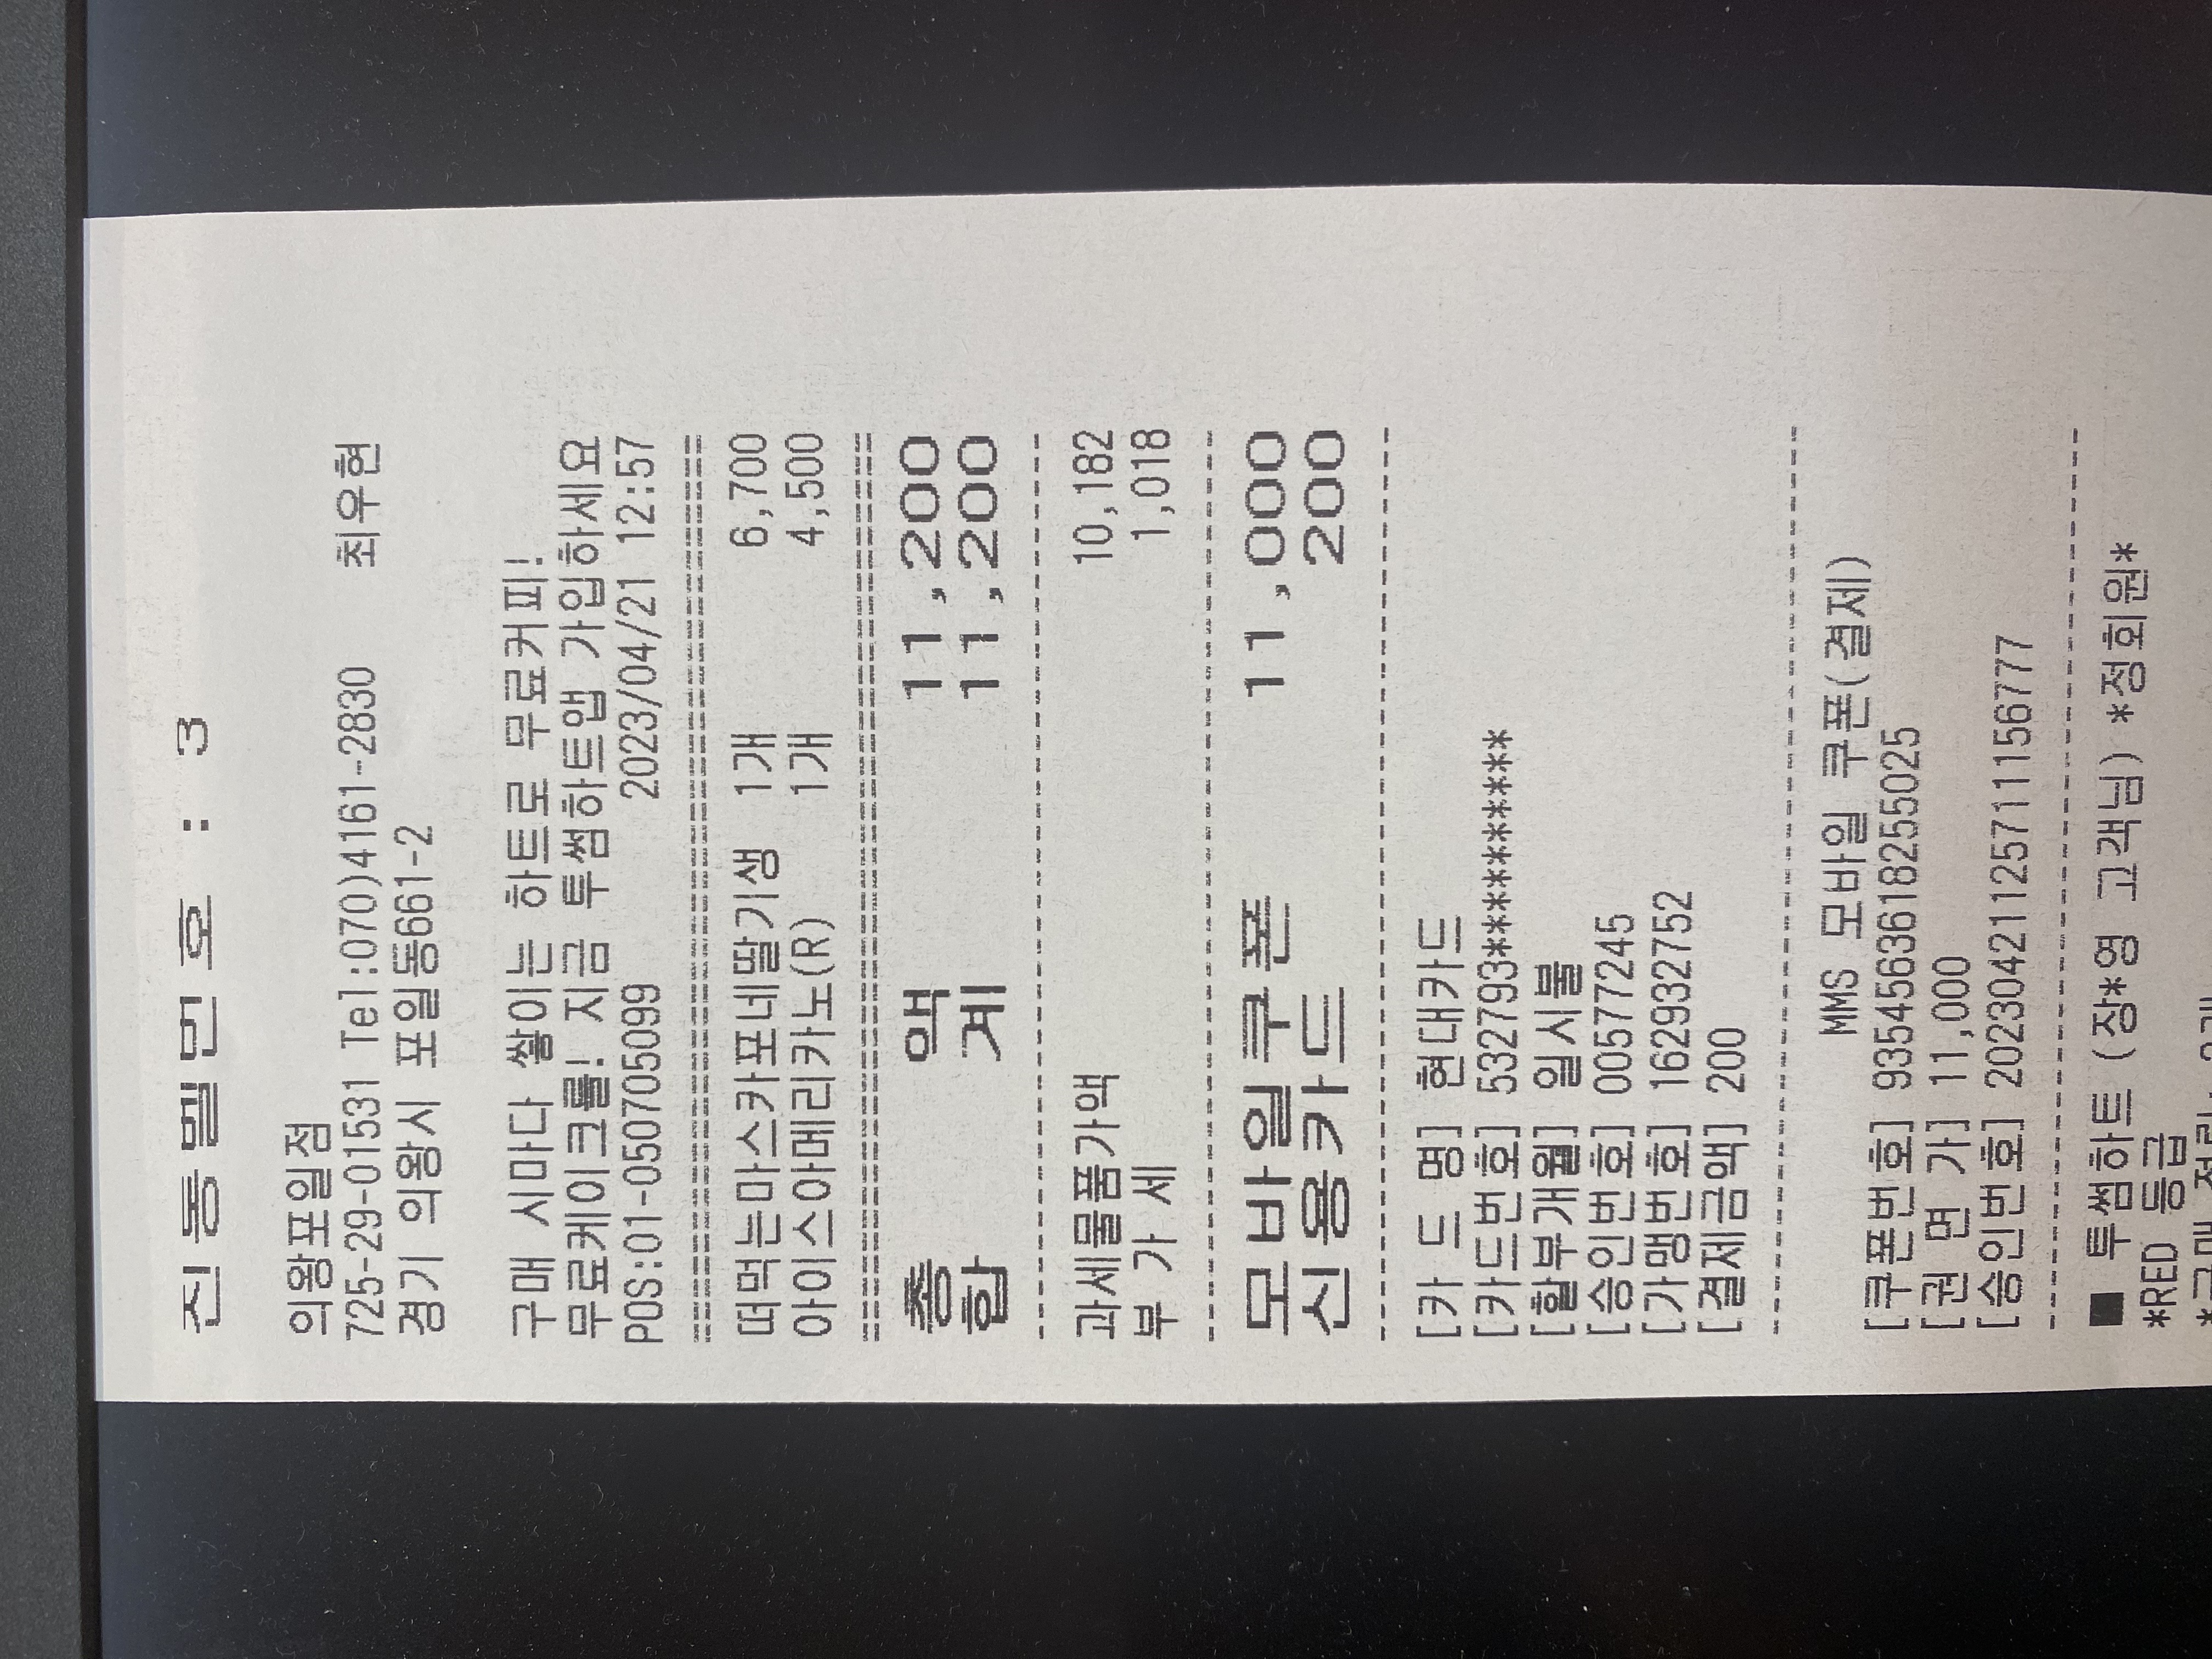 진동벨번호 : 3
의왕포일점
725-29-01531 Tel:070)4161-2830 최우현
경기 의왕시 포일동661-2
구매 시마다 쌓이는 하트로 무료커피!
무료케이크를! 지금 투썸하트앱 가입하세요
POS:01-050705099 2023/04/21 12:57
떠먹는마스카포네딸기생 1개 6,700
아이스아메리카노(R) 1개 4,500
총 액 11,200
합 계 11,200
과세물품가액 10,182
부 가 세 1,018
모바일쿠폰 11,000
신용카드 200
[카 드 명] 현대카드
[카드번호] 532793**********
[할부개월] 일시불
[승인번호] 00577245
[가맹번호] 162932752
[결제금액] 200
MMS 모바일 쿠폰(결제)
[쿠폰번호] 9354563618255025
[권 면 가] 11,000
[승인번호] 20230421125711156777
■ 투썸하트 (장*영 고객님) *정회원*
*RED 등급